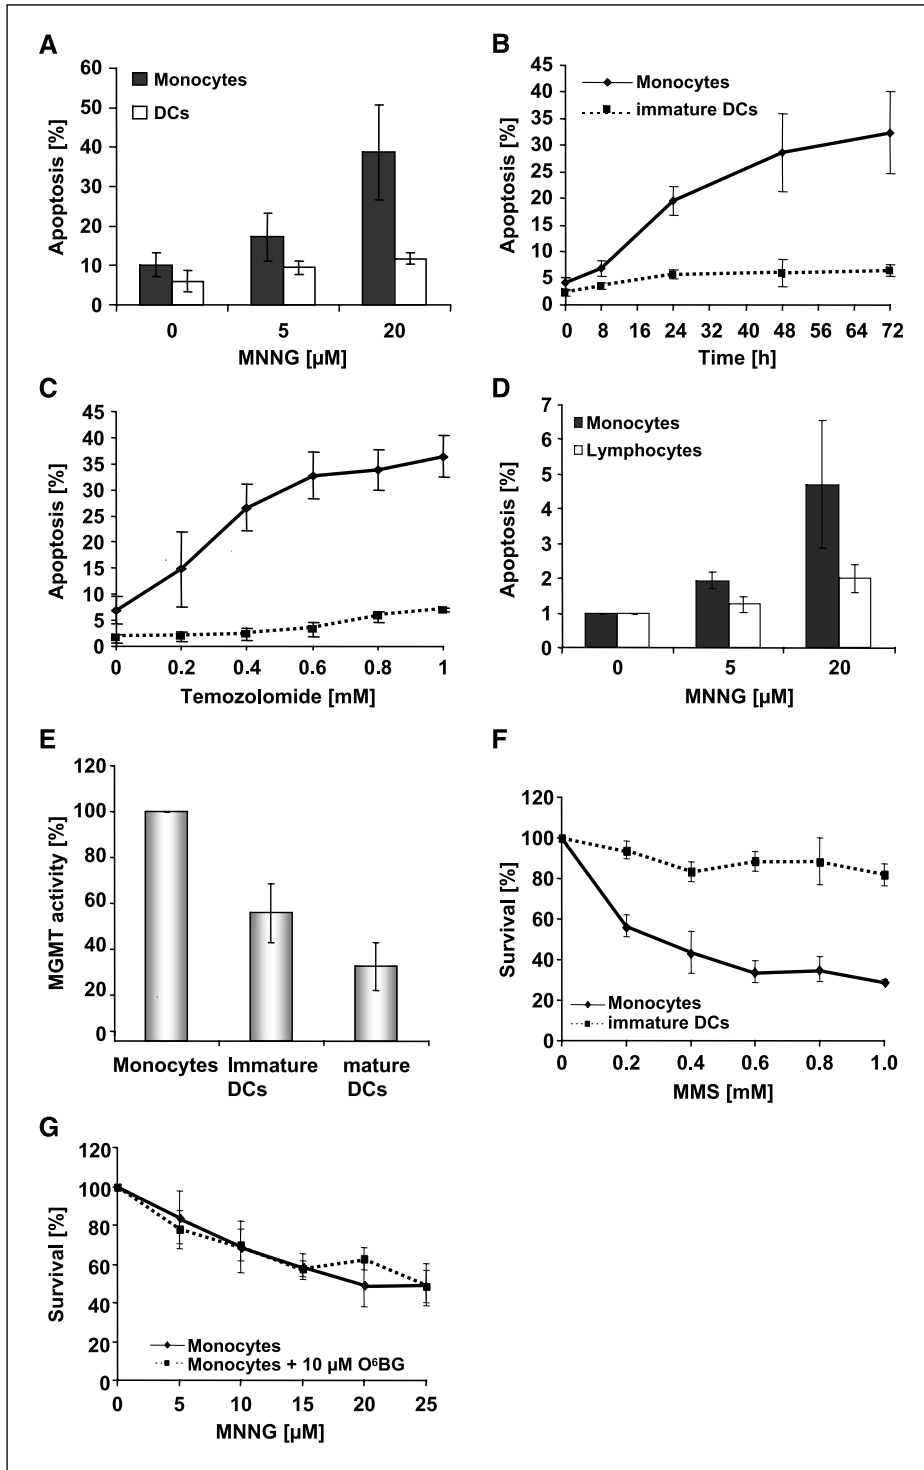 A
60
50
40
30
20
10
0
Apoptosis [%]
Monocytes
DCs
0 5 20
MNNG [µM]
B
45
40
35
30
25
20
15
10
5
0
Apoptosis [%]
Monocytes
immature DCs
0 8 16 24 32 40 48 56 64 72
Time [h]
C
45
40
35
30
25
20
15
10
5
0
Apoptosis [%]
0 0.2 0.4 0.6 0.8 1
Temozolomide [mM]
D
7
6
5
4
3
2
1
0
Apoptosis [%]
Monocytes
Lymphocytes
0 5 20
MNNG [µM]
E
120
100
80
60
40
20
0
MGMT activity [%]
Monocytes Immature mature
DCs DCs
F
120
100
80
60
40
20
0
Survival [%]
Monocytes
immature DCs
0 0.2 0.4 0.6 0.8 1.0
MMS [mM]
G
120
100
80
60
40
20
0
Survival [%]
Monocytes
Monocytes + 10 µM O⁶BG
0 5 10 15 20 25
MNNG [µM]